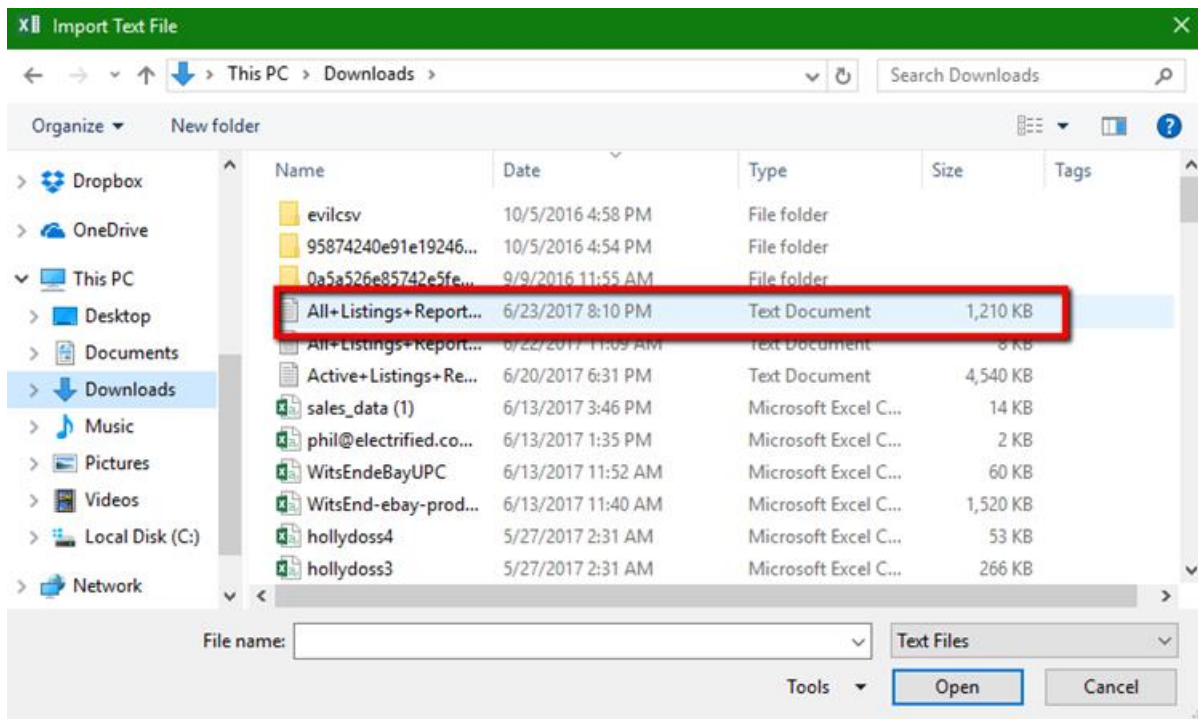 Import Text File
This PC > Downloads >
Search Downloads
Organize New folder
Name Date Type Size Tags
Dropbox
OneDrive
This PC
Desktop
Documents
Downloads
Music
Pictures
Videos
Local Disk (C:)
Network
evilcsv 10/5/2016 4:58 PM File folder
95874240e91e19246... 10/5/2016 4:54 PM File folder
0a5a526e85742e5fe... 9/9/2016 11:55 AM File folder
All+Listings+Report... 6/23/2017 8:10 PM Text Document 1,210 KB
All+Listings+Report... 6/22/2017 11:09 AM Text Document 8 KB
Active+Listings+Re... 6/20/2017 6:31 PM Text Document 4,540 KB
sales_data (1) 6/13/2017 3:46 PM Microsoft Excel C... 14 KB
phil@electrified.co... 6/13/2017 1:35 PM Microsoft Excel C... 2 KB
WitsEndeBayUPC 6/13/2017 11:52 AM Microsoft Excel C... 60 KB
WitsEnd-ebay-prod... 6/13/2017 11:40 AM Microsoft Excel C... 1,520 KB
hollydoss4 5/27/2017 2:31 AM Microsoft Excel C... 53 KB
hollydoss3 5/27/2017 2:31 AM Microsoft Excel C... 266 KB
File name: Text Files
Tools Open Cancel